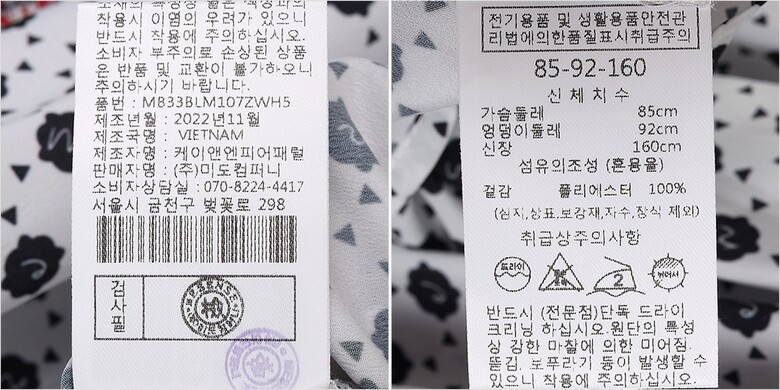 소재의 특성상 짙은 색상과의
착용시 이염의 우려가 있으니
반드시 착용에 주의하십시오.
소비자 부주의로 손상된 상품
은 반품 및 교환이 불가하오니
주의하시기 바랍니다.
품번 : MB33BLM107ZWH5
제조년월 : 2022년11월
제조국명 : VIETNAM
제조자명 : 케이앤엔피어패럴
판매자명 : (주)미도컴퍼니
소비자상담실 : 070-8224-4417
서울시 금천구 벚꽃로 298
검사필
전기용품 및 생활용품안전관
리법에의한품질표시취급주의
85-92-160
신체치수
가슴둘레 85cm
엉덩이둘레 92cm
신장 160cm
섬유의조성 (혼용율)
겉감 폴리에스터 100%
(심지,상표,보강재,자수,장식 제외)
취급상주의사항
드라이
2
반드시 (전문점)단독 드라이
크리닝 하십시오.원단의 특성
상 강한 마찰에 의한 미어짐.
뜯김. 보푸라기 등이 발생할 수
있으니 착용에 주의하십시오.